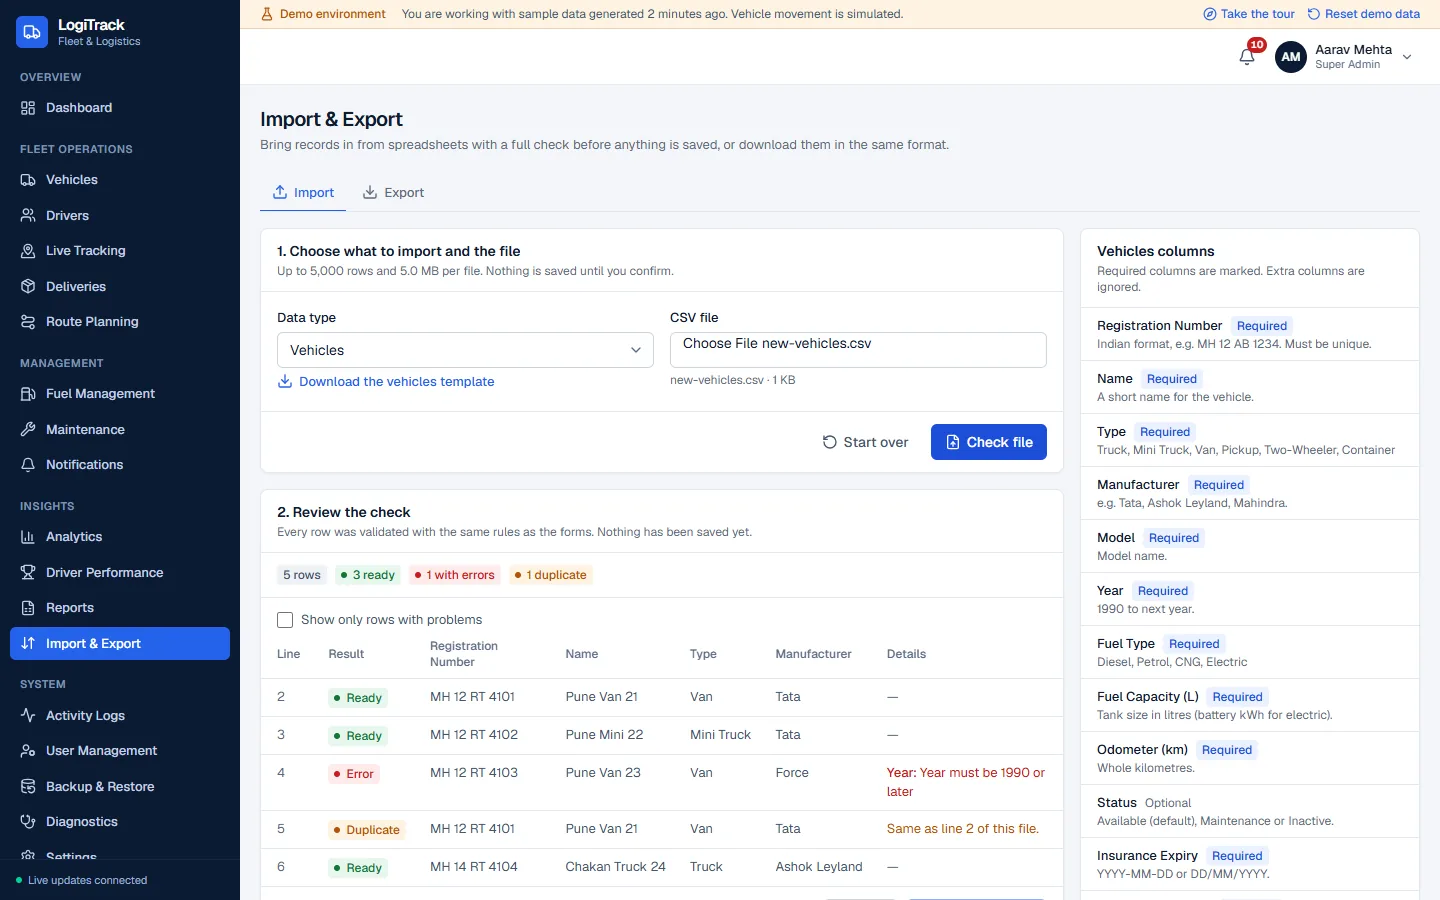 LogiTrack
Fleet & Logistics
OVERVIEW
Dashboard
FLEET OPERATIONS
Vehicles
Drivers
Live Tracking
Deliveries
Route Planning
MANAGEMENT
Fuel Management
Maintenance
Notifications
INSIGHTS
Analytics
Driver Performance
Reports
Import & Export
SYSTEM
Activity Logs
User Management
Backup & Restore
Diagnostics
Settings
Live updates connected
Demo environment You are working with sample data generated 2 minutes ago. Vehicle movement is simulated. Take the tour Reset demo data
10
AM
Aarav Mehta
Super Admin
Import & Export
Bring records in from spreadsheets with a full check before anything is saved, or download them in the same format.
Import Export
1. Choose what to import and the file
Up to 5,000 rows and 5.0 MB per file. Nothing is saved until you confirm.
Data type
Vehicles
Download the vehicles template
CSV file
Choose File new-vehicles.csv
new-vehicles.csv · 1 KB
Start over Check file
2. Review the check
Every row was validated with the same rules as the forms. Nothing has been saved yet.
5 rows 3 ready 1 with errors 1 duplicate
Show only rows with problems
Line Result Registration Number Name Type Manufacturer Details
2 Ready MH 12 RT 4101 Pune Van 21 Van Tata —
3 Ready MH 12 RT 4102 Pune Mini 22 Mini Truck Tata —
4 Error MH 12 RT 4103 Pune Van 23 Van Force Year: Year must be 1990 or later
5 Duplicate MH 12 RT 4101 Pune Van 21 Van Tata Same as line 2 of this file.
6 Ready MH 14 RT 4104 Chakan Truck 24 Truck Ashok Leyland —
Vehicles columns
Required columns are marked. Extra columns are
ignored.
Registration Number Required
Indian format, e.g. MH 12 AB 1234. Must be unique.
Name Required
A short name for the vehicle.
Type Required
Truck, Mini Truck, Van, Pickup, Two-Wheeler, Container
Manufacturer Required
e.g. Tata, Ashok Leyland, Mahindra.
Model Required
Model name.
Year Required
1990 to next year.
Fuel Type Required
Diesel, Petrol, CNG, Electric
Fuel Capacity (L) Required
Tank size in litres (battery kWh for electric).
Odometer (km) Required
Whole kilometres.
Status Optional
Available (default), Maintenance or Inactive.
Insurance Expiry Required
YYYY-MM-DD or DD/MM/YYYY.